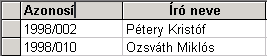 Azonosí Író neve
1998/002 Pétery Kristóf
1998/010 Ozsváth Miklós